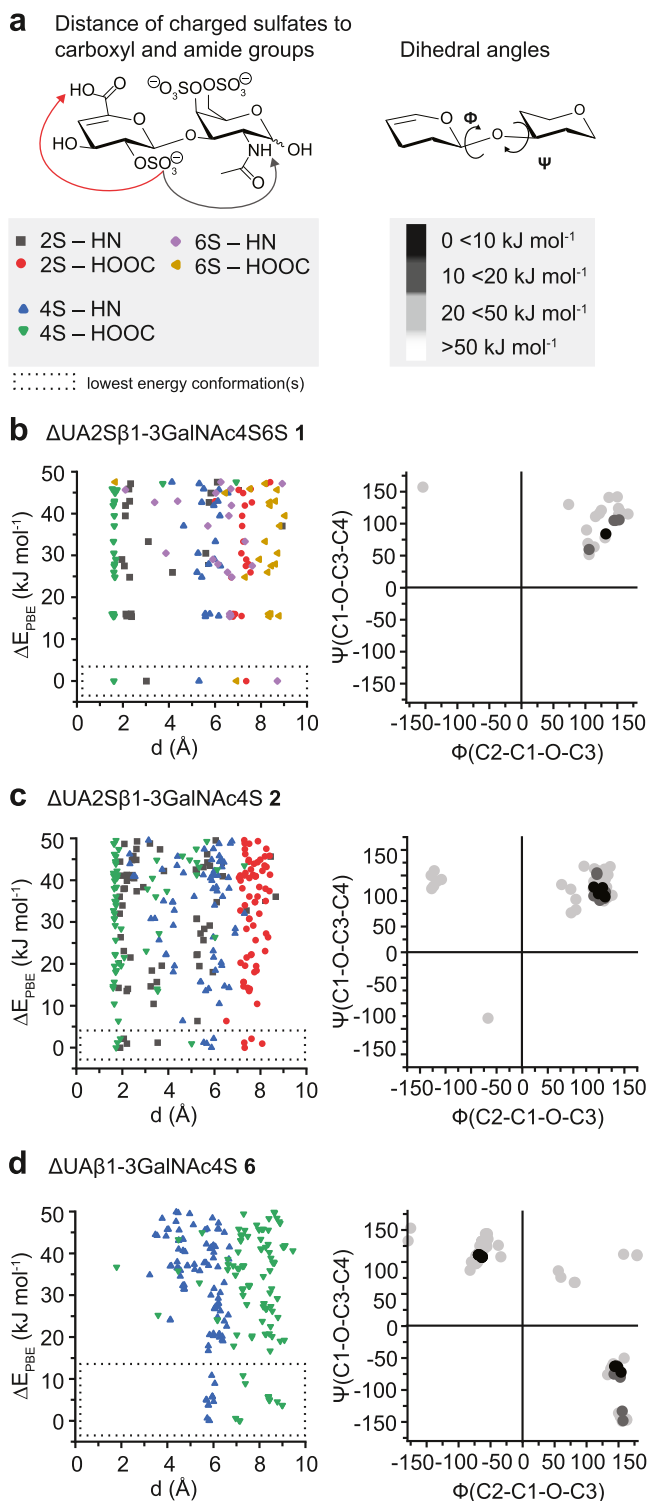 a Distance of charged sulfates to carboxyl and amide groups
Dihedral angles
HO
O
O
HO
OSO₃⊖
⊖O₃SO OSO₃⊖
O
O
NH OH
O
O
O
Φ
Ψ
2S – HN
2S – HOOC
4S – HN
4S – HOOC
6S – HN
6S – HOOC
lowest energy conformation(s)
0 <10 kJ mol⁻¹
10 <20 kJ mol⁻¹
20 <50 kJ mol⁻¹
>50 kJ mol⁻¹
b ΔUA2Sβ1-3GalNAc4S6S 1
ΔE_PBE (kJ mol⁻¹)
50
40
30
20
10
0
0 2 4 6 8 10
d (Å)
Ψ(C1-O-C3-C4)
150
100
50
0
-50
-100
-150
-150 -100 -50 0 50 100 150
Φ(C2-C1-O-C3)
c ΔUA2Sβ1-3GalNAc4S 2
ΔE_PBE (kJ mol⁻¹)
50
40
30
20
10
0
0 2 4 6 8 10
d (Å)
Ψ(C1-O-C3-C4)
150
100
50
0
-50
-100
-150
-150 -100 -50 0 50 100 150
Φ(C2-C1-O-C3)
d ΔUAβ1-3GalNAc4S 6
ΔE_PBE (kJ mol⁻¹)
50
40
30
20
10
0
0 2 4 6 8 10
d (Å)
Ψ(C1-O-C3-C4)
150
100
50
0
-50
-100
-150
-150 -100 -50 0 50 100 150
Φ(C2-C1-O-C3)